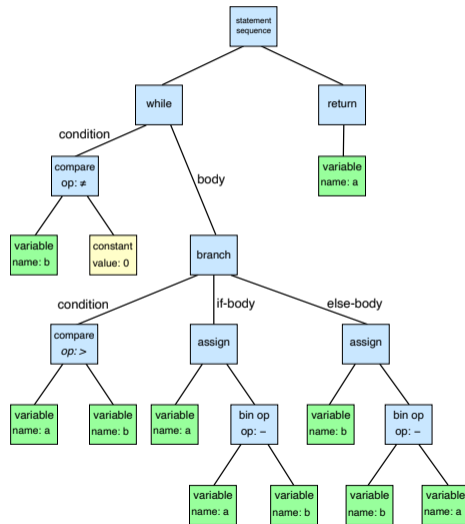 statement
sequence
while
return
condition
compare
op: ≠
body
variable
name: a
variable
name: b
constant
value: 0
branch
condition
if-body
else-body
compare
op: >
assign
assign
variable
name: a
variable
name: b
variable
name: a
bin op
op: −
variable
name: b
bin op
op: −
variable
name: a
variable
name: b
variable
name: b
variable
name: a